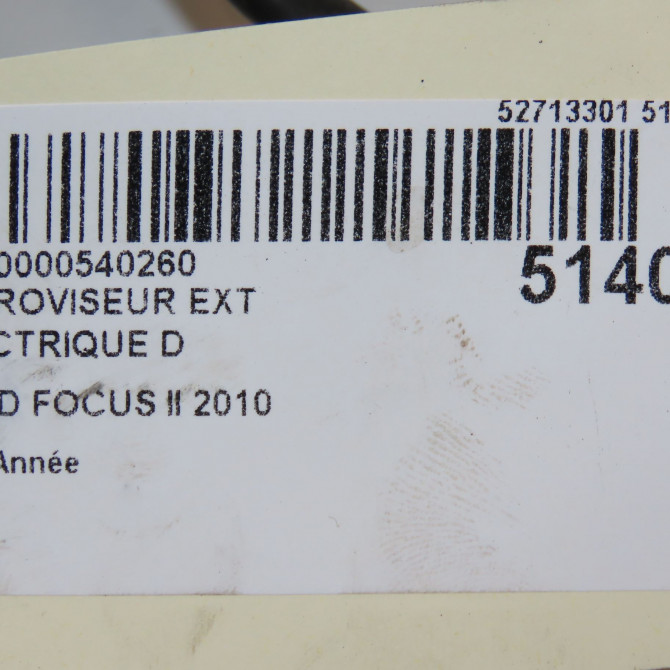 52713301 51
0000540260
5140
ROVISEUR EXT
CTRIQUE D
D FOCUS II 2010
Année